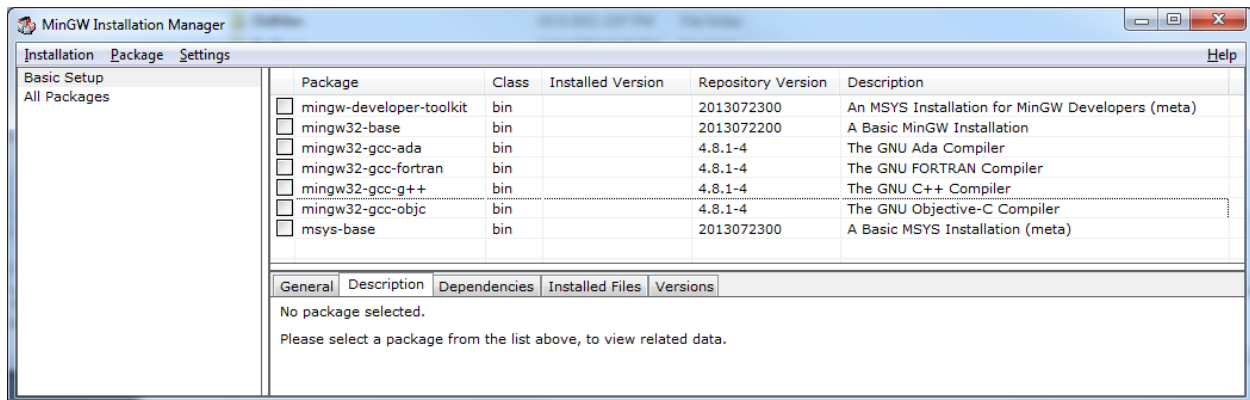 MinGW Installation Manager
Installation Package Settings Help
Basic Setup
All Packages
Package Class Installed Version Repository Version Description
mingw-developer-toolkit bin 2013072300 An MSYS Installation for MinGW Developers (meta)
mingw32-base bin 2013072200 A Basic MinGW Installation
mingw32-gcc-ada bin 4.8.1-4 The GNU Ada Compiler
mingw32-gcc-fortran bin 4.8.1-4 The GNU FORTRAN Compiler
mingw32-gcc-g++ bin 4.8.1-4 The GNU C++ Compiler
mingw32-gcc-objc bin 4.8.1-4 The GNU Objective-C Compiler
msys-base bin 2013072300 A Basic MSYS Installation (meta)
General Description Dependencies Installed Files Versions
No package selected.
Please select a package from the list above, to view related data.